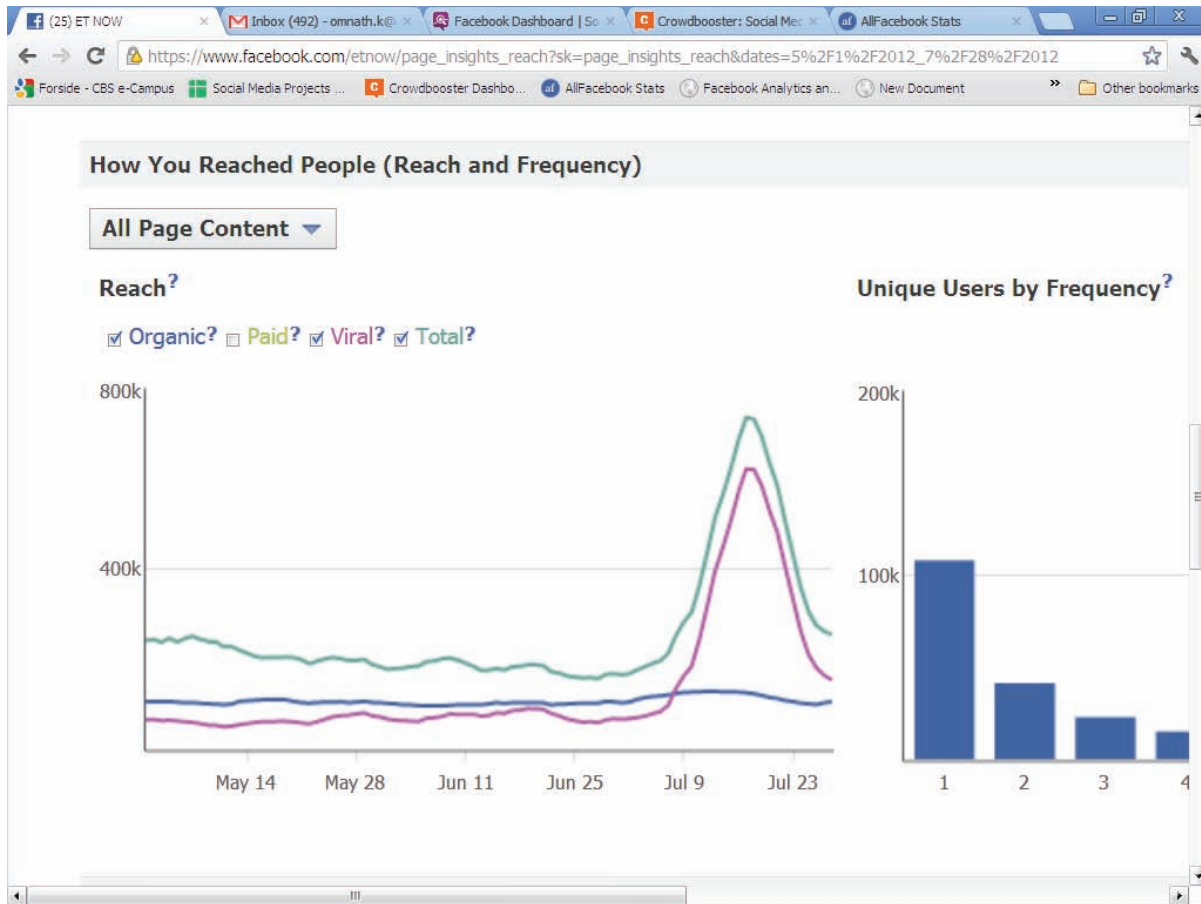 (25) ET NOW
Inbox (492) - omnath.k@
Facebook Dashboard | So
Crowdbooster: Social Med
AllFacebook Stats
https://www.facebook.com/etnow/page_insights_reach?sk=page_insights_reach&dates=5%2F1%2F2012_7%2F28%2F2012
Forside - CBS e-Campus
Social Media Projects ...
Crowdbooster Dashbo...
AllFacebook Stats
Facebook Analytics an...
New Document
»
Other bookmarks
How You Reached People (Reach and Frequency)
All Page Content
Reach?
Organic? Paid? Viral? Total?
800k
400k
May 14 May 28 Jun 11 Jun 25 Jul 9 Jul 23
Unique Users by Frequency?
200k
100k
1 2 3 4